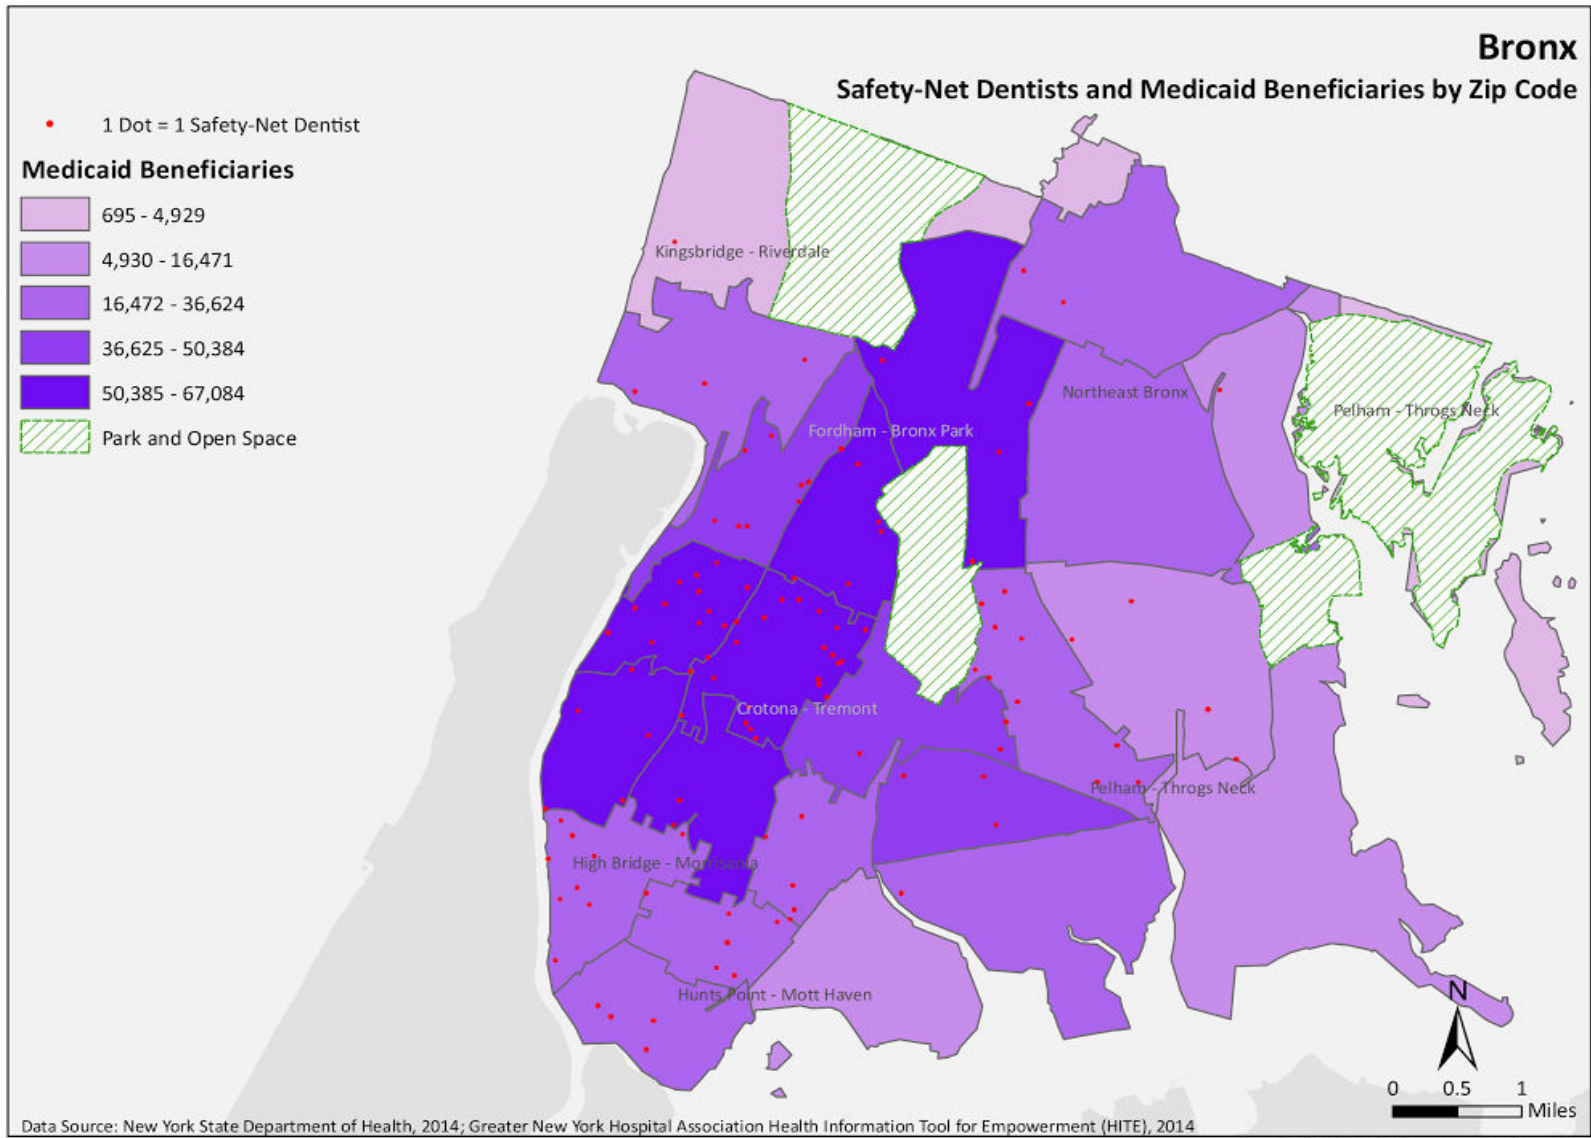 Bronx
Safety-Net Dentists and Medicaid Beneficiaries by Zip Code
1 Dot = 1 Safety-Net Dentist
Medicaid Beneficiaries
695 - 4,929
4,930 - 16,471
16,472 - 36,624
36,625 - 50,384
50,385 - 67,084
Park and Open Space
Kingsbridge - Riverdale
Northeast Bronx
Pelham - Throgs Neck
Fordham - Bronx Park
Crotona - Tremont
Pelham - Throgs Neck
High Bridge - Morrisania
Hunts Point - Mott Haven
N
0 0.5 1
Miles
Data Source: New York State Department of Health, 2014; Greater New York Hospital Association Health Information Tool for Empowerment (HITE), 2014